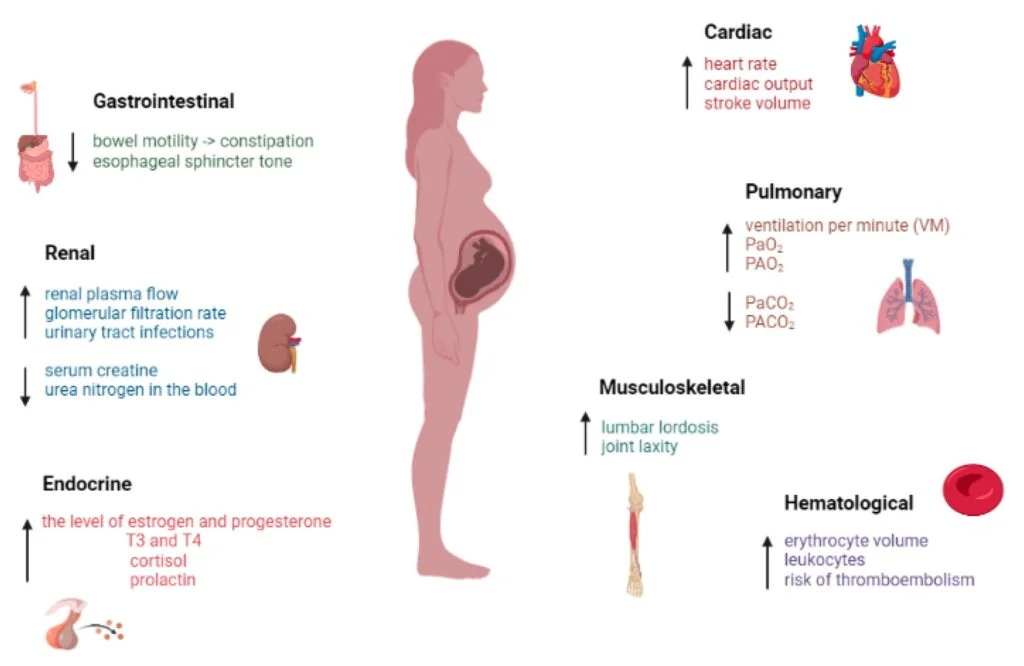 Gastrointestinal
bowel motility -> constipation
esophageal sphincter tone
Renal
renal plasma flow
glomerular filtration rate
urinary tract infections
serum creatine
urea nitrogen in the blood
Endocrine
the level of estrogen and progesterone
T3 and T4
cortisol
prolactin
Cardiac
heart rate
cardiac output
stroke volume
Pulmonary
ventilation per minute (VM)
PaO₂
PAO₂
PaCO₂
PACO₂
Musculoskeletal
lumbar lordosis
joint laxity
Hematological
erythrocyte volume
leukocytes
risk of thromboembolism